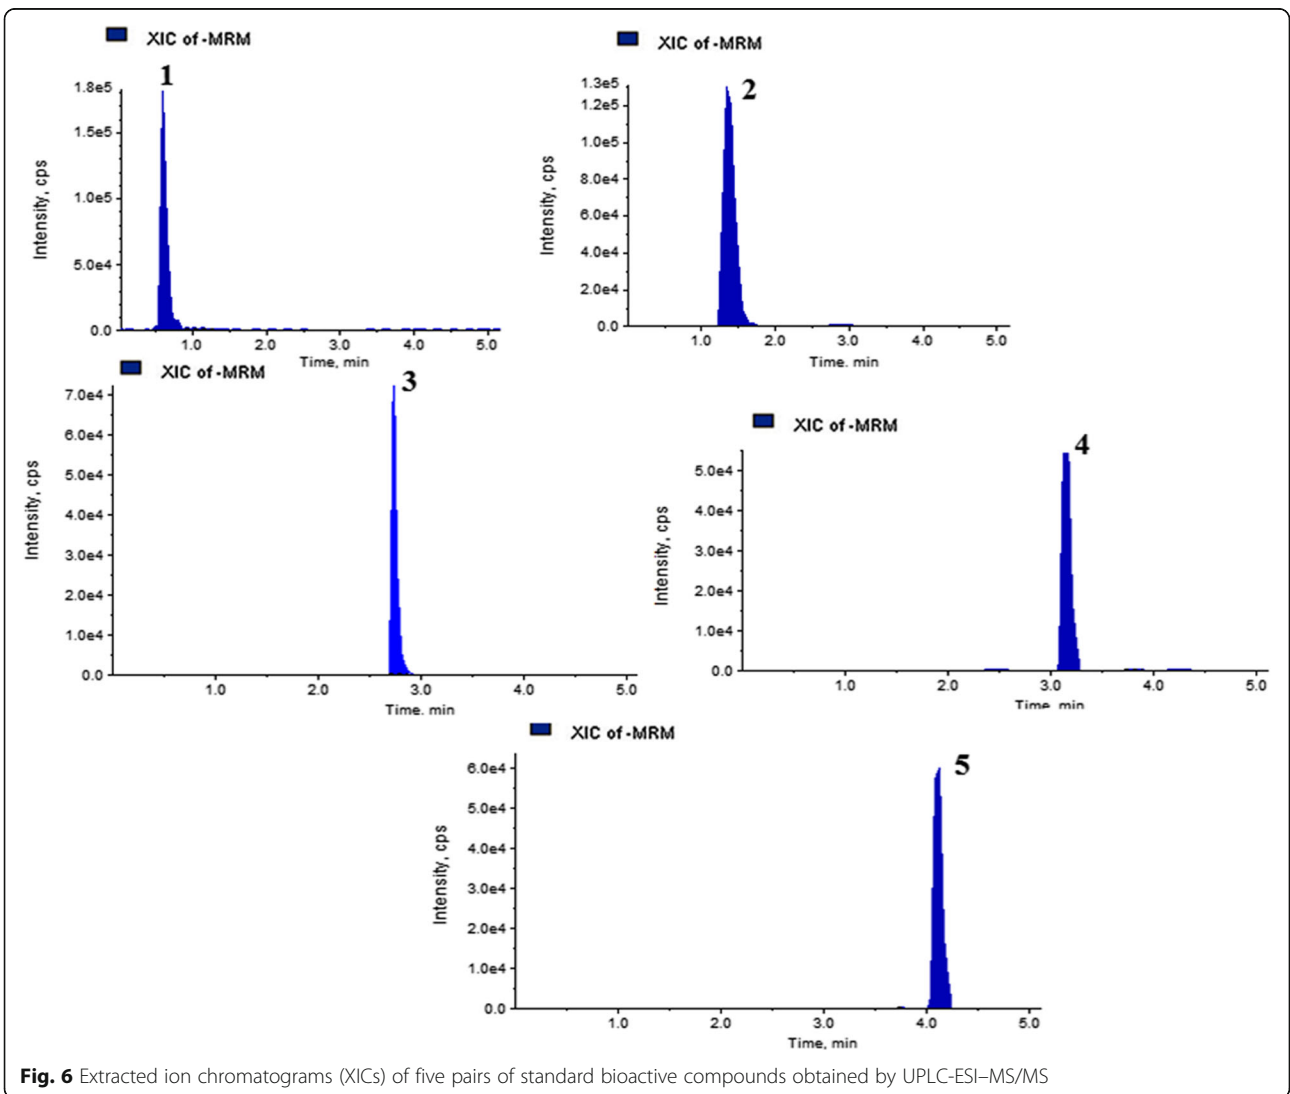 XIC of -MRM
1
1.8e5
1.5e5
1.0e5
5.0e4
0.0
Intensity, cps
1.0 2.0 3.0 4.0 5.0
Time, min
XIC of -MRM
2
1.3e5
1.2e5
1.0e5
8.0e4
6.0e4
4.0e4
2.0e4
0.0
Intensity, cps
1.0 2.0 3.0 4.0 5.0
Time. min
XIC of -MRM
3
7.0e4
6.0e4
5.0e4
4.0e4
3.0e4
2.0e4
1.0e4
0.0
Intensity, cps
1.0 2.0 3.0 4.0 5.0
Time. min
XIC of -MRM
4
5.0e4
4.0e4
3.0e4
2.0e4
1.0e4
0.0
Intensity, cps
1.0 2.0 3.0 4.0 5.0
Time min
XIC of -MRM
5
6.0e4
5.0e4
4.0e4
3.0e4
2.0e4
1.0e4
0.0
Intensity, cps
1.0 2.0 3.0 4.0 5.0
Time, min
Fig. 6 Extracted ion chromatograms (XICs) of five pairs of standard bioactive compounds obtained by UPLC-ESI–MS/MS